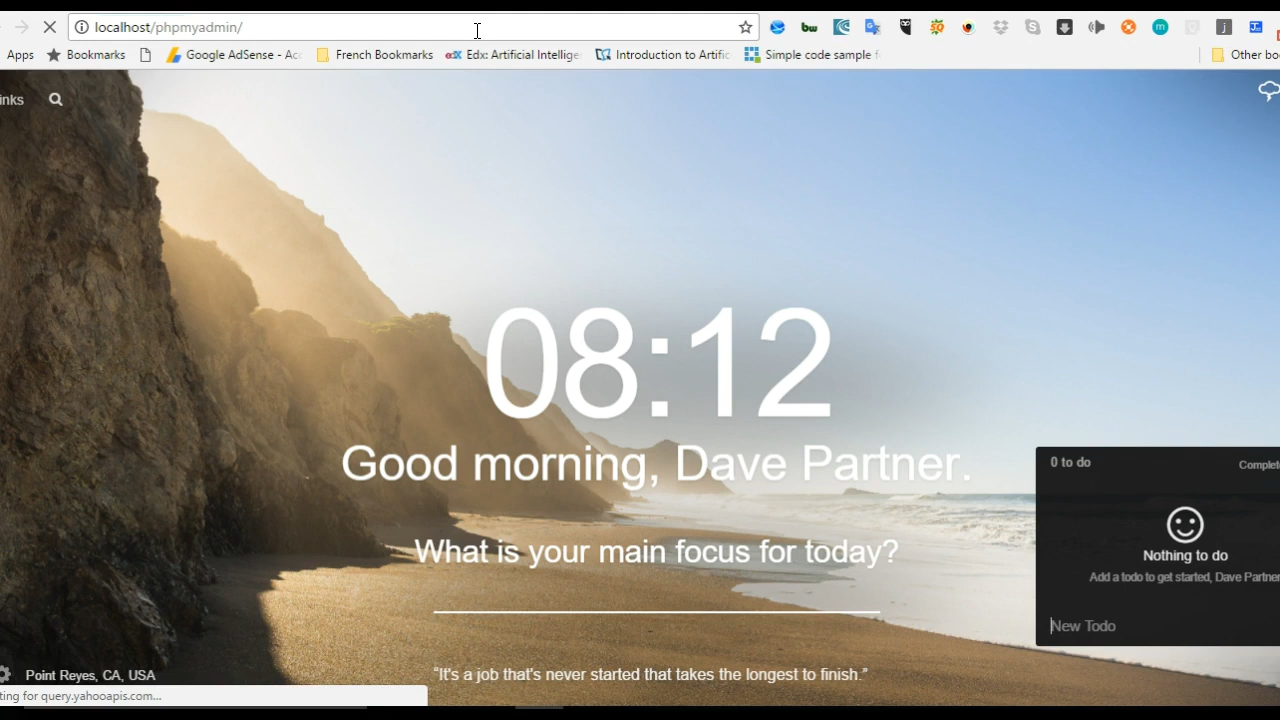 localhost/phpmyadmin/
Apps Bookmarks Google AdSense - Acc French Bookmarks edX Edx: Artificial Intellige Introduction to Artific Simple code sample f Other bo
inks
08:12
Good morning, Dave Partner.
0 to do Complete
Nothing to do
What is your main focus for today?
Add a todo to get started, Dave Partner
New Todo
Point Reyes, CA, USA
"It's a job that's never started that takes the longest to finish."
ting for query.yahooapis.com...